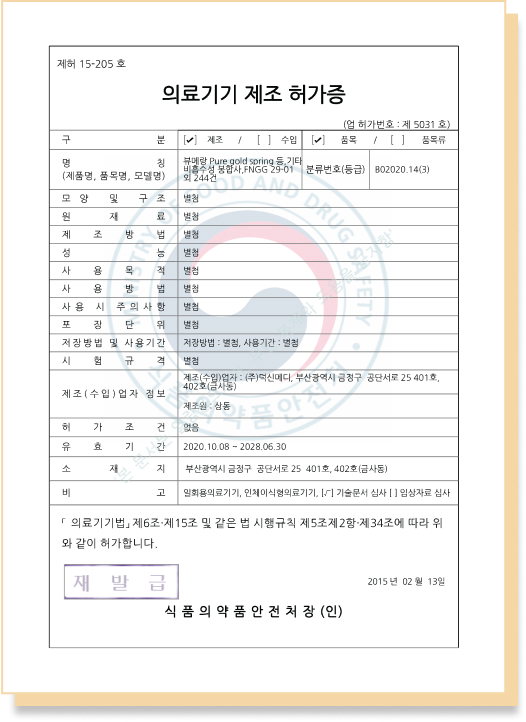 제허 15-205 호
의료기기 제조 허가증
(업 허가번호 : 제 5031 호)
구 분 [✔] 제조 / [ ] 수입 [✔] 품목 / [ ] 품목류
명 칭
(제품명, 품목명, 모델명)
뷰메랑 Pure gold spring 등,기타
비흡수성 봉합사,FNGG 29-01
외 244건
분류번호(등급) B02020.14(3)
모 양 및 구 조 별첨
원 재 료 별첨
제 조 방 법 별첨
성 능 별첨
사 용 목 적 별첨
사 용 방 법 별첨
사 용 시 주 의 사 항 별첨
포 장 단 위 별첨
저장방법 및 사용기간 저장방법 : 별첨, 사용기간 : 별첨
시 험 규 격 별첨
제조(수입)업자 정보
제조(수입)업자 : (주)덕신메디, 부산광역시 금정구 공단서로 25 401호,
402호(금사동)
제조원 : 상동
허 가 조 건 없음
유 효 기 간 2020.10.08 ~ 2028.06.30
소 재 지 부산광역시 금정구 공단서로 25 401호, 402호(금사동)
비 고 일회용의료기기, 인체이식형의료기기, [✓] 기술문서 심사 [ ] 임상자료 심사
「 의료기기법」제6조·제15조 및 같은 법 시행규칙 제5조제2항·제34조에 따라 위
와 같이 허가합니다.
재 발 급
2015 년 02 월 13일
식 품 의 약 품 안 전 처 장 (인)
MINISTRY OF FOOD AND DRUG SAFETY
식품의약품안전처